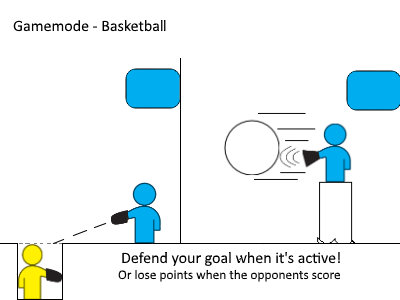 Gamemode - Basketball
Defend your goal when it's active!
Or lose points when the opponents score